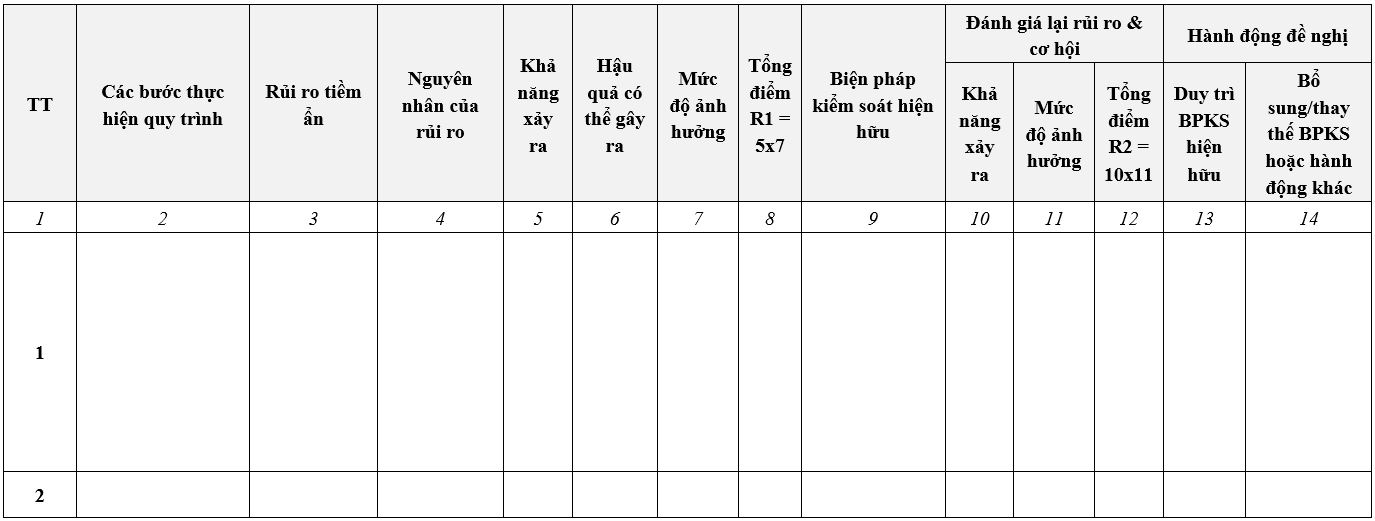 TT
Các bước thực
hiện quy trình
Rủi ro tiềm
ẩn
Nguyên
nhân của
rủi ro
Khả
năng
xảy
ra
Hậu
quả có
thể gây
ra
Mức
độ ảnh
hưởng
Tổng
điểm
R1 =
5x7
Biện pháp
kiểm soát hiện
hữu
Đánh giá lại rủi ro &
cơ hội
Khả
năng
xảy
ra
Mức
độ ảnh
hưởng
Tổng
điểm
R2 =
10x11
Hành động đề nghị
Duy trì
BPKS
hiện
hữu
Bổ
sung/thay
thế BPKS
hoặc hành
động khác
1 2 3 4 5 6 7 8 9 10 11 12 13 14
1
2